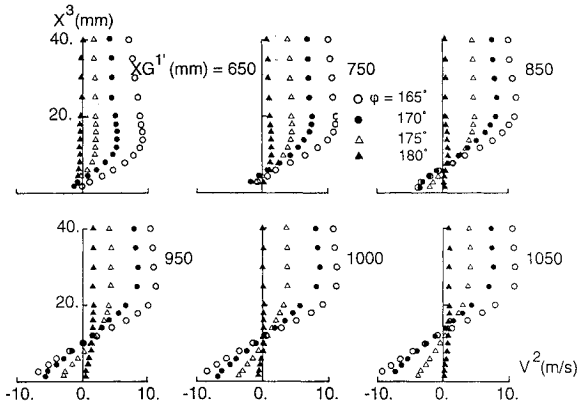 X³(mm)
40.
20.
XG¹'(mm) = 650
750
850
○ φ = 165°
● 170°
△ 175°
▲ 180°
40.
20.
950
1000
1050
-10. 0. 10. -10. 0. 10. -10. 0. 10.
V²(m/s)